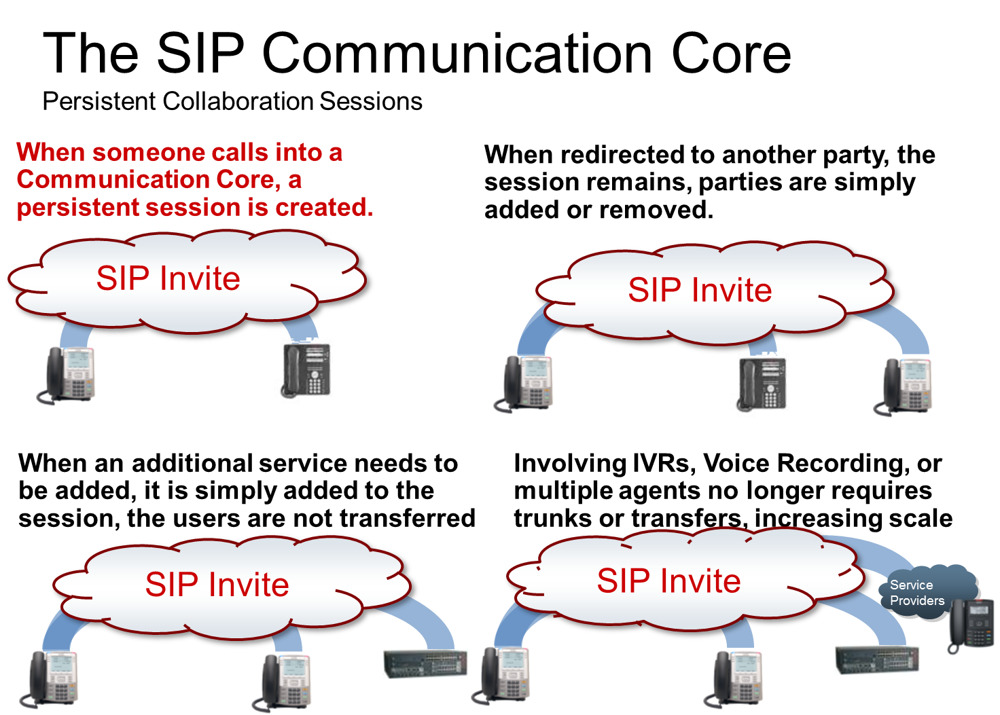 The SIP Communication Core
Persistent Collaboration Sessions
When someone calls into a
Communication Core, a
persistent session is created.
SIP Invite
When redirected to another party, the
session remains, parties are simply
added or removed.
SIP Invite
When an additional service needs to
be added, it is simply added to the
session, the users are not transferred
SIP Invite
Involving IVRs, Voice Recording, or
multiple agents no longer requires
trunks or transfers, increasing scale
SIP Invite
Service
Providers